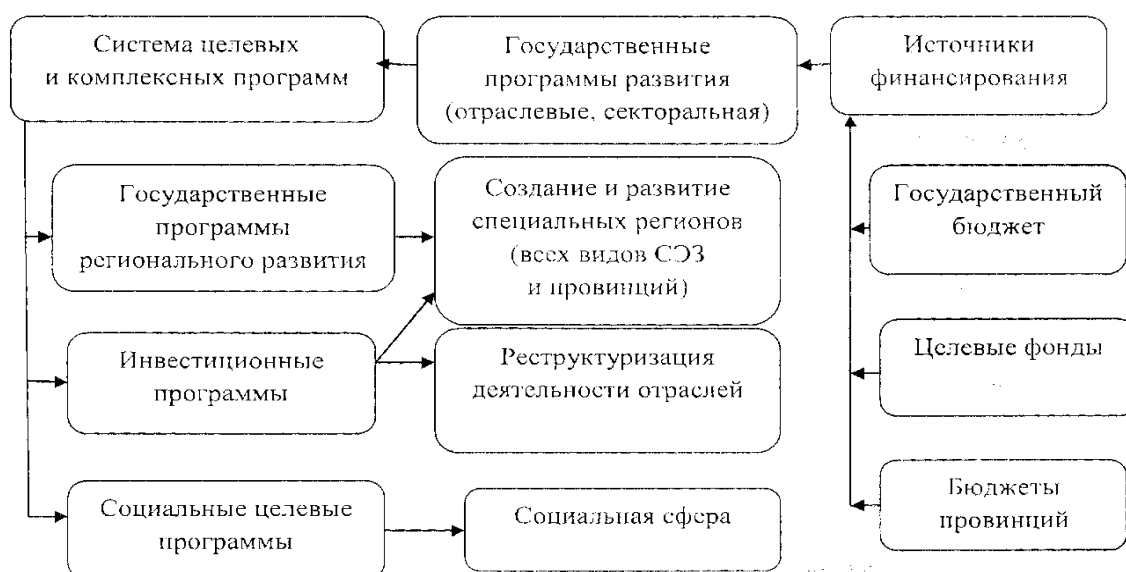 Система целевых
и комплексных программ
Государственные
программы развития
(отраслевые, секторальная)
Источники
финансирования
Государственные
программы
регионального развития
Создание и развитие
специальных регионов
(всех видов СЭЗ
и провинций)
Государственный
бюджет
Инвестиционные
программы
Реструктуризация
деятельности отраслей
Целевые фонды
Социальные целевые
программы
Социальная сфера
Бюджеты
провинций